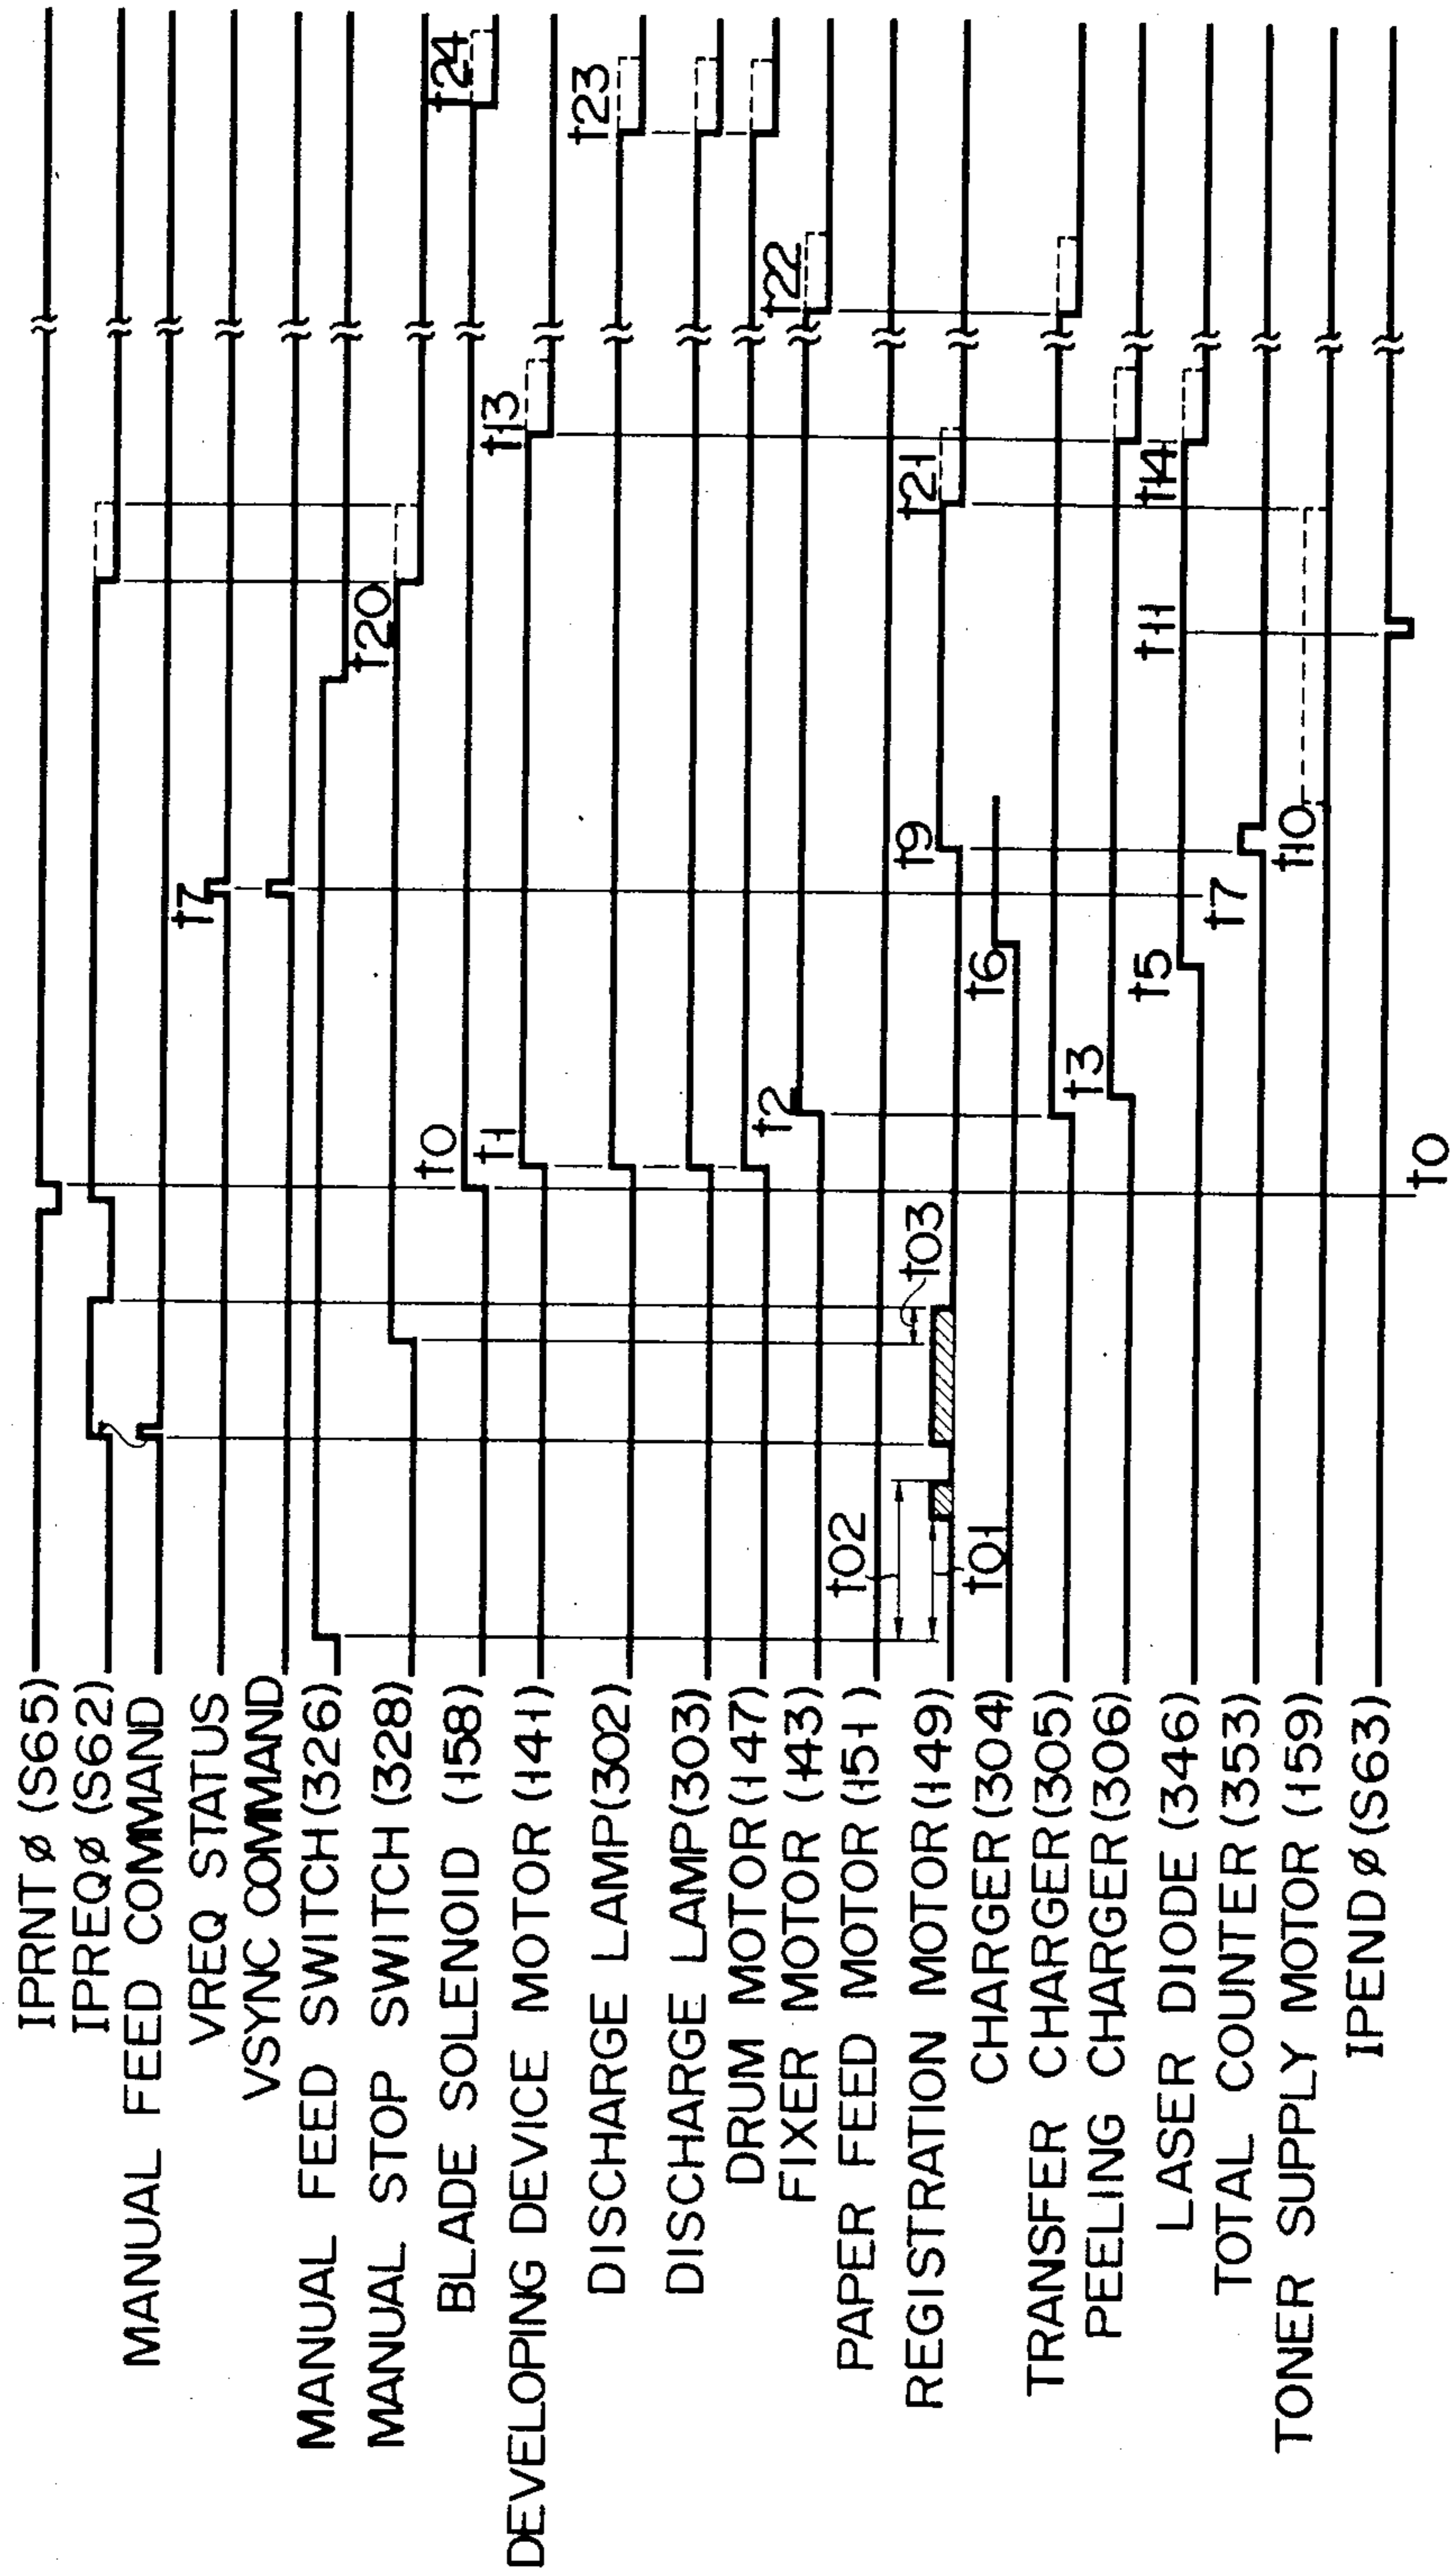 IPRNTØ (S65)
IPREQØ (S62)
MANUAL FEED COMMAND
VREQ STATUS
t7
VSYNC COMMAND
MANUAL FEED SWITCH (326)
t20
MANUAL STOP SWITCH (328)
BLADE SOLENOID (158)
t0
t24
DEVELOPING DEVICE MOTOR (141)
t1
t13
DISCHARGE LAMP (302)
t23
DISCHARGE LAMP (303)
DRUM MOTOR (147)
FIXER MOTOR (143)
t2
t22
PAPER FEED MOTOR (151)
REGISTRATION MOTOR (149)
t02
t01
t03
t9
t21
CHARGER (304)
t6
TRANSFER CHARGER (305)
PEELING CHARGER (306)
t3
LASER DIODE (346)
t5
t11
t14
TOTAL COUNTER (353)
t7
TONER SUPPLY MOTOR (159)
t10
IPENDØ (S63)
t0